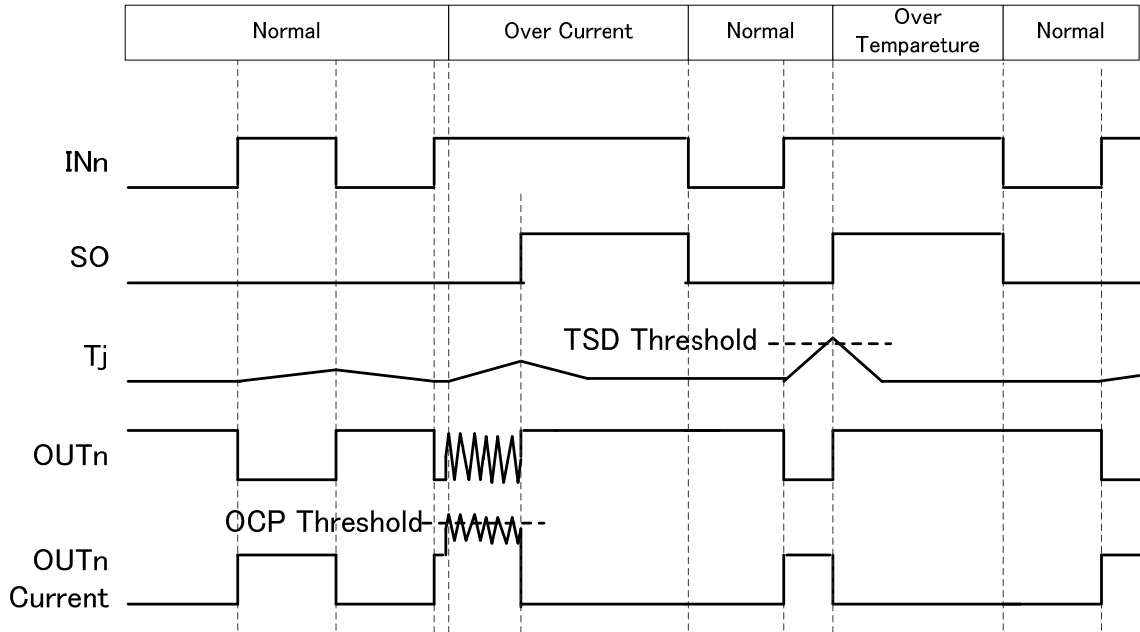 Normal
Over Current
Normal
Over
Tempareture
Normal
INn
SO
Tj
TSD Threshold
OUTn
OCP Threshold
OUTn
Current